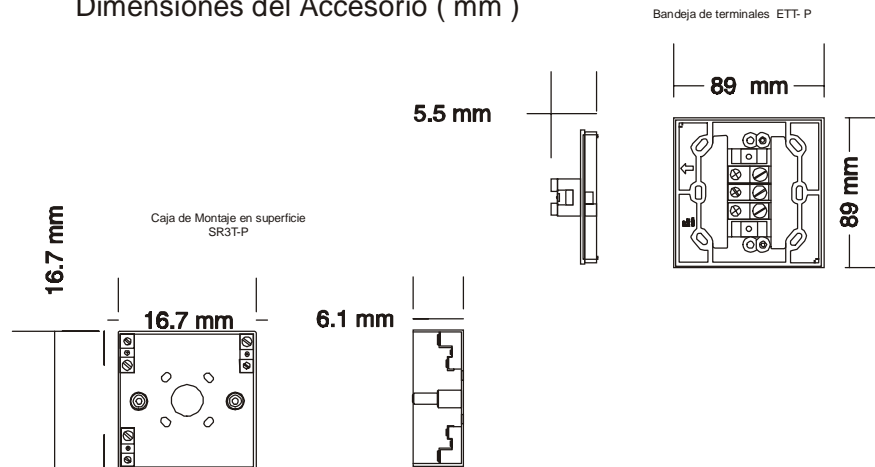 Dimensiones del Accesorio ( mm )
Bandeja de terminales ETT- P
89 mm
5.5 mm
89 mm
Caja de Montaje en superficie
SR3T-P
16.7 mm
16.7 mm
6.1 mm